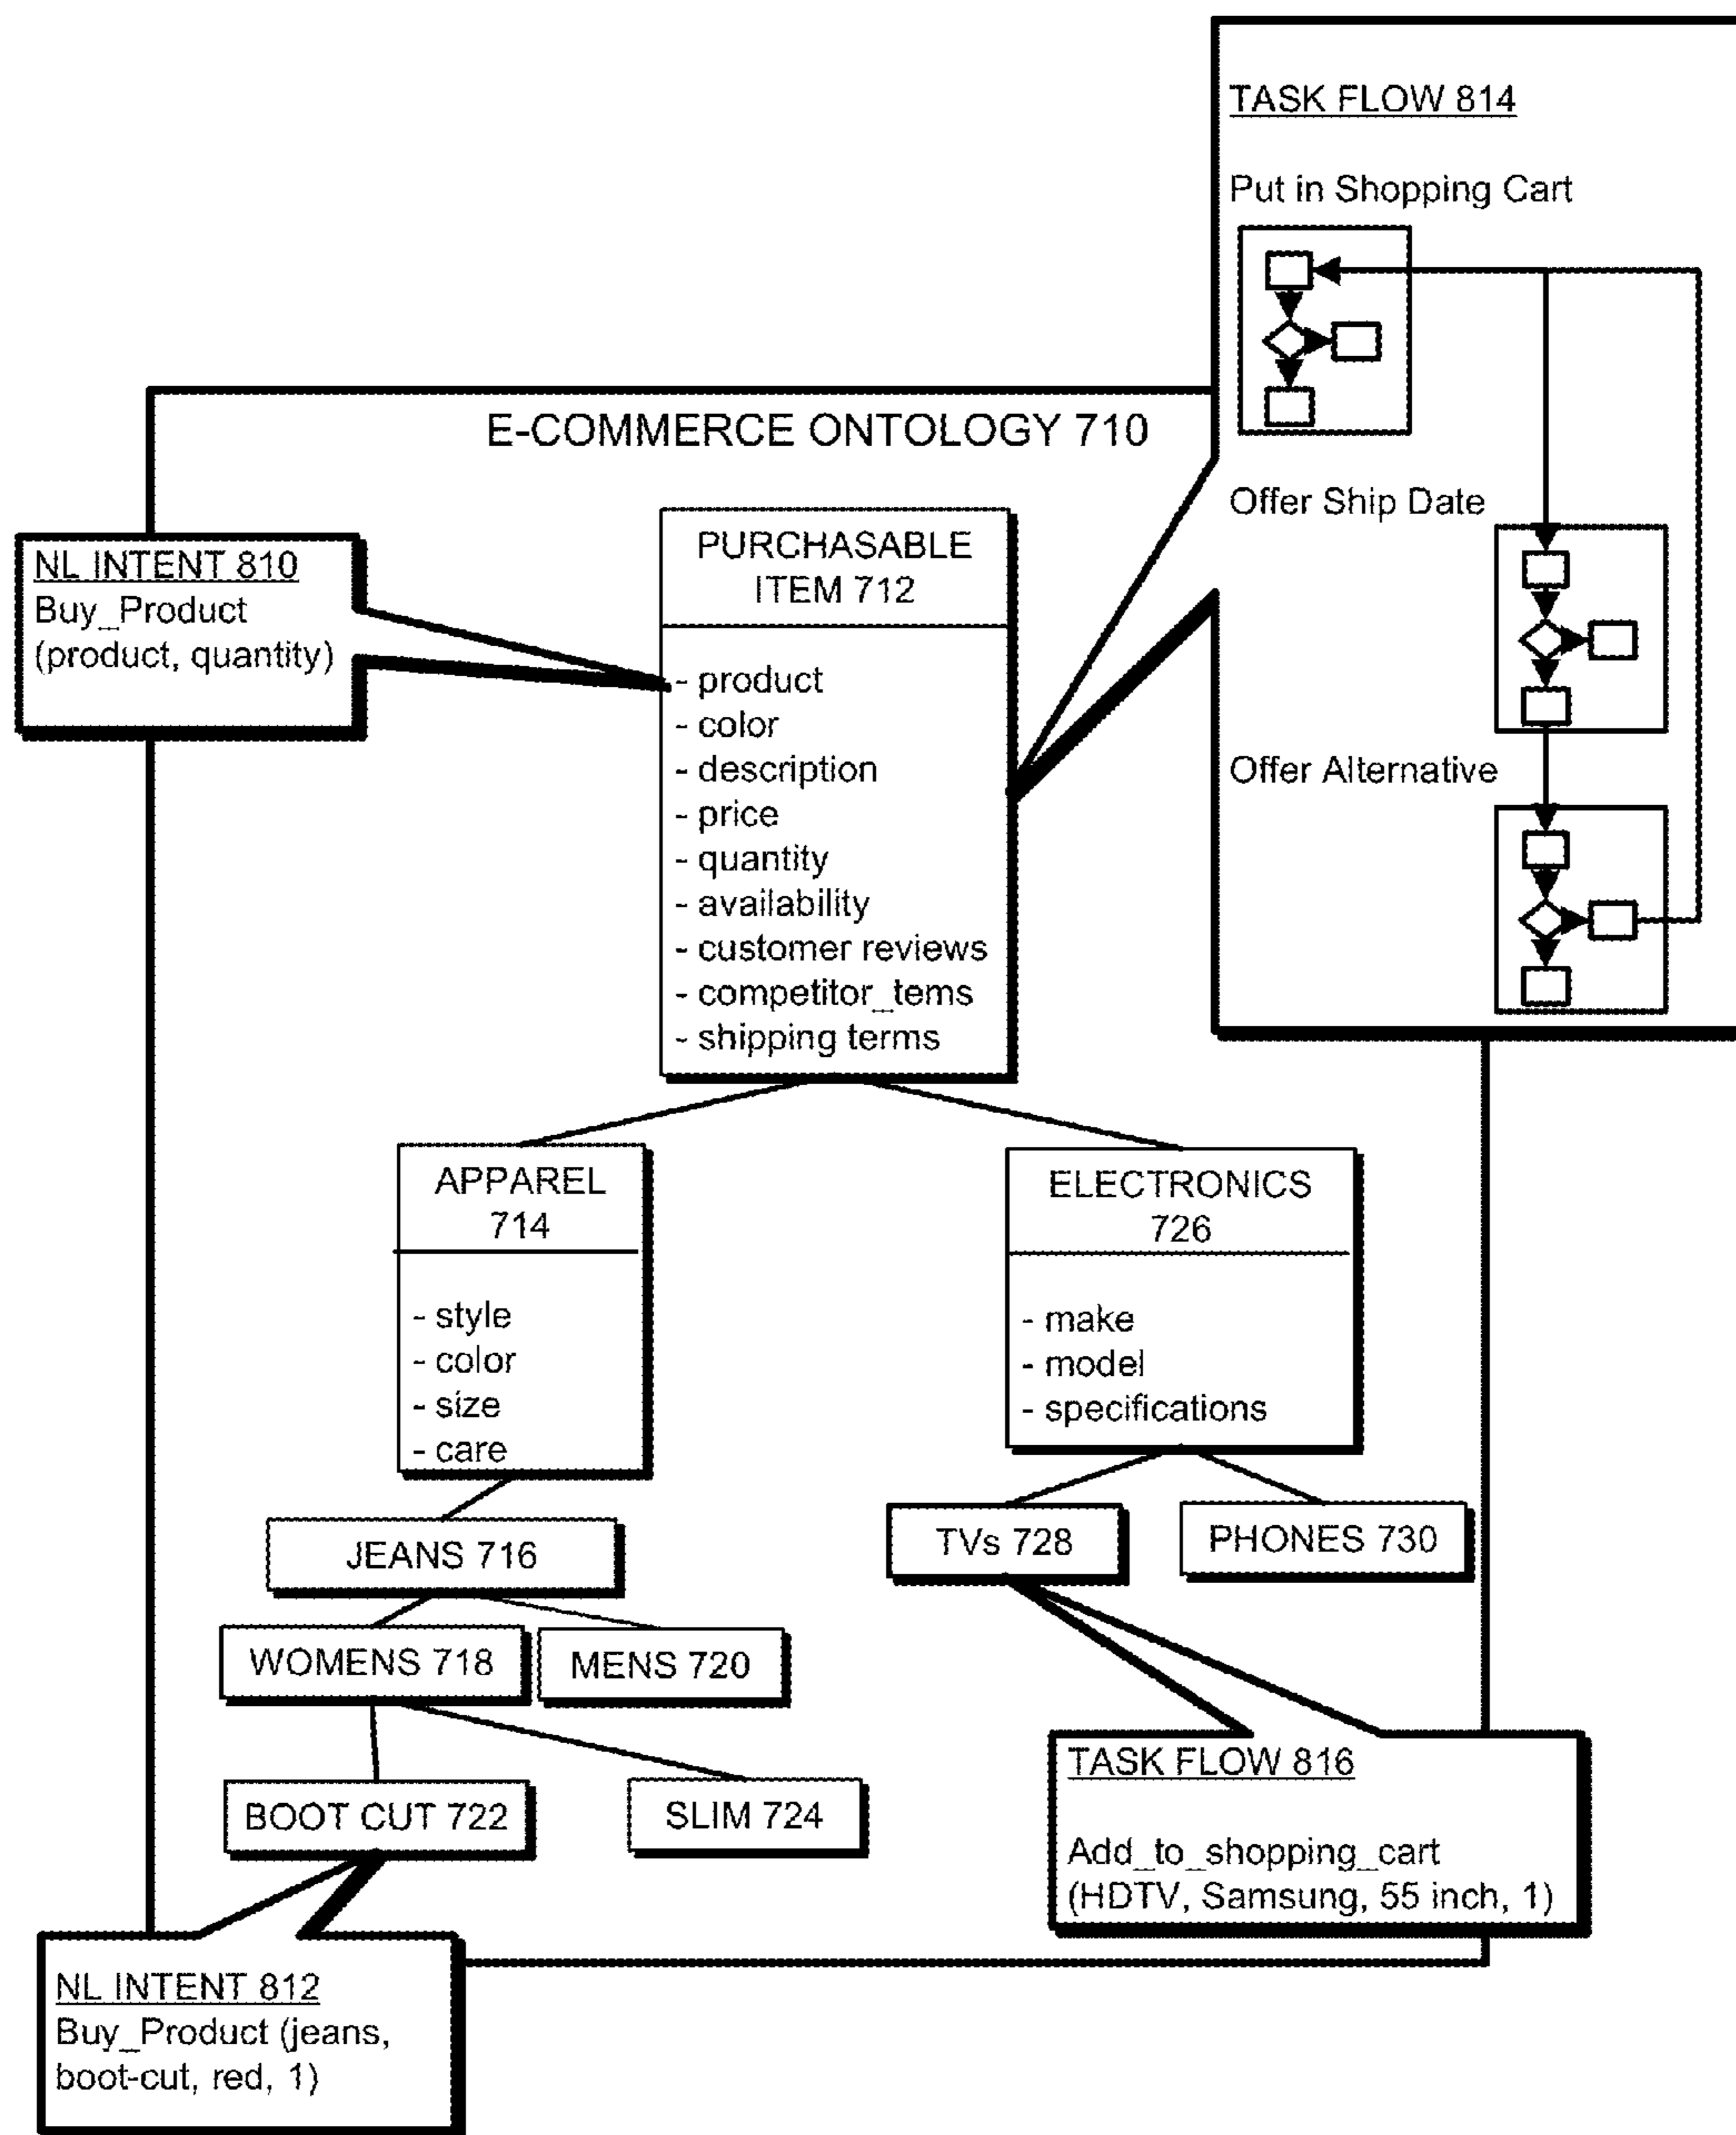 TASK FLOW 814
Put in Shopping Cart
Offer Ship Date
Offer Alternative
E-COMMERCE ONTOLOGY 710
NL INTENT 810
Buy_Product
(product, quantity)
PURCHASABLE
ITEM 712
- product
- color
- description
- price
- quantity
- availability
- customer reviews
- competitor_tems
- shipping terms
APPAREL
714
- style
- color
- size
- care
ELECTRONICS
726
- make
- model
- specifications
JEANS 716
TVs 728
PHONES 730
WOMENS 718
MENS 720
BOOT CUT 722
SLIM 724
TASK FLOW 816
Add_to_shopping_cart
(HDTV, Samsung, 55 inch, 1)
NL INTENT 812
Buy_Product (jeans,
boot-cut, red, 1)